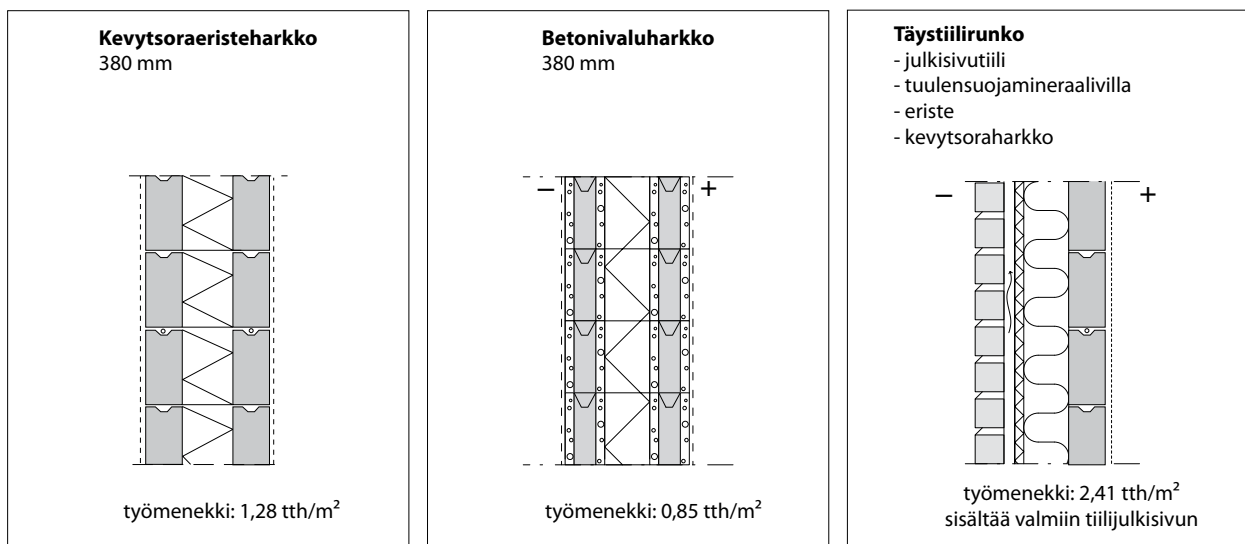 Kevytsoraeristeharkko
380 mm
työmenekki: 1,28 tth/m²
Betonivaluharkko
380 mm
– +
työmenekki: 0,85 tth/m²
Täystiilirunko
- julkisivutiili
- tuulensuojamineraalivilla
- eriste
- kevytsoraharkko
– +
työmenekki: 2,41 tth/m²
sisältää valmiin tiilijulkisivun